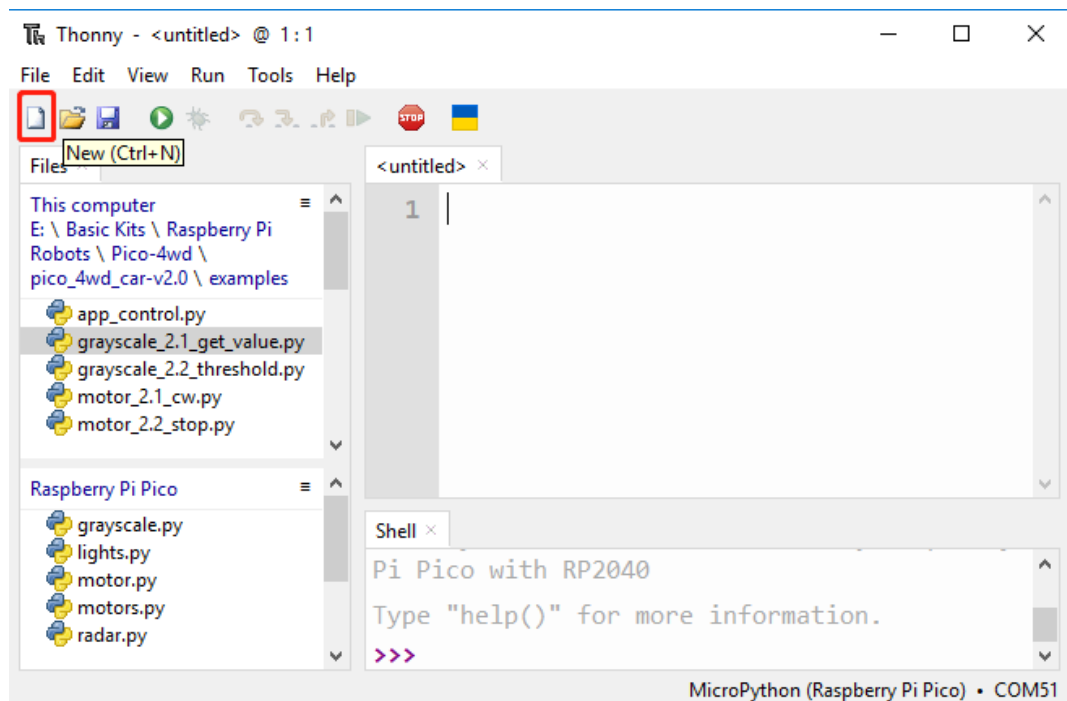 Thonny - <untitled> @ 1:1
File Edit View Run Tools Help
STOP
New (Ctrl+N)
Files
This computer
E: \ Basic Kits \ Raspberry Pi
Robots \ Pico-4wd \
pico_4wd_car-v2.0 \ examples
app_control.py
grayscale_2.1_get_value.py
grayscale_2.2_threshold.py
motor_2.1_cw.py
motor_2.2_stop.py
Raspberry Pi Pico
grayscale.py
lights.py
motor.py
motors.py
radar.py
<untitled>
1
Shell
Pi Pico with RP2040
Type "help()" for more information.
>>>
MicroPython (Raspberry Pi Pico) • COM51